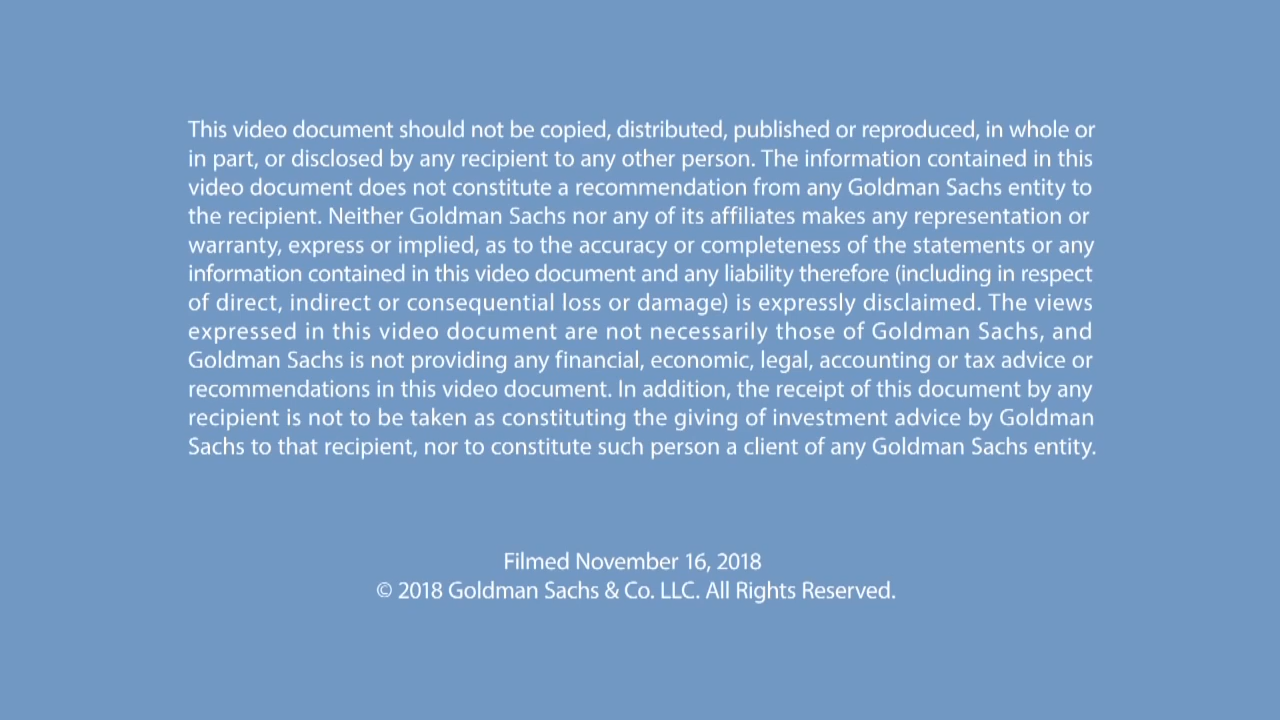 This video document should not be copied, distributed, published or reproduced, in whole or
in part, or disclosed by any recipient to any other person. The information contained in this
video document does not constitute a recommendation from any Goldman Sachs entity to
the recipient. Neither Goldman Sachs nor any of its affiliates makes any representation or
warranty, express or implied, as to the accuracy or completeness of the statements or any
information contained in this video document and any liability therefore (including in respect
of direct, indirect or consequential loss or damage) is expressly disclaimed. The views
expressed in this video document are not necessarily those of Goldman Sachs, and
Goldman Sachs is not providing any financial, economic, legal, accounting or tax advice or
recommendations in this video document. In addition, the receipt of this document by any
recipient is not to be taken as constituting the giving of investment advice by Goldman
Sachs to that recipient, nor to constitute such person a client of any Goldman Sachs entity.
Filmed November 16, 2018
© 2018 Goldman Sachs & Co. LLC. All Rights Reserved.